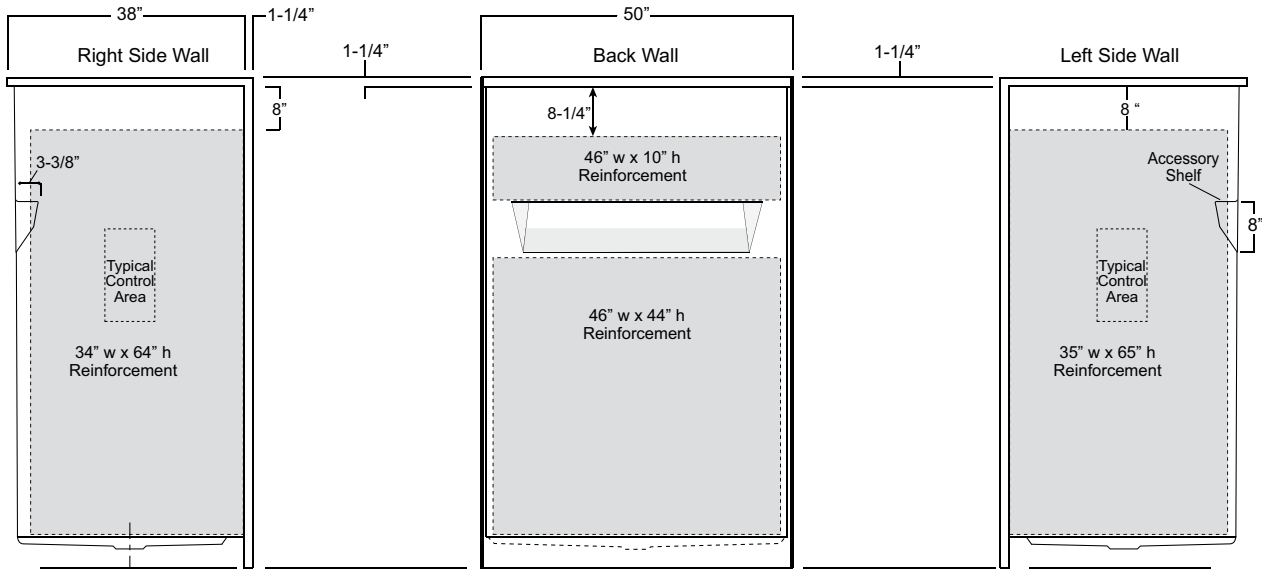 38”
1-1/4”
50”
Right Side Wall
1-1/4”
Back Wall
1-1/4”
Left Side Wall
8”
8-1/4”
8 “
3-3/8”
46” w x 10” h
Reinforcement
Accessory
Shelf
8”
Typical
Control
Area
Typical
Control
Area
46” w x 44” h
Reinforcement
34” w x 64” h
Reinforcement
35” w x 65” h
Reinforcement